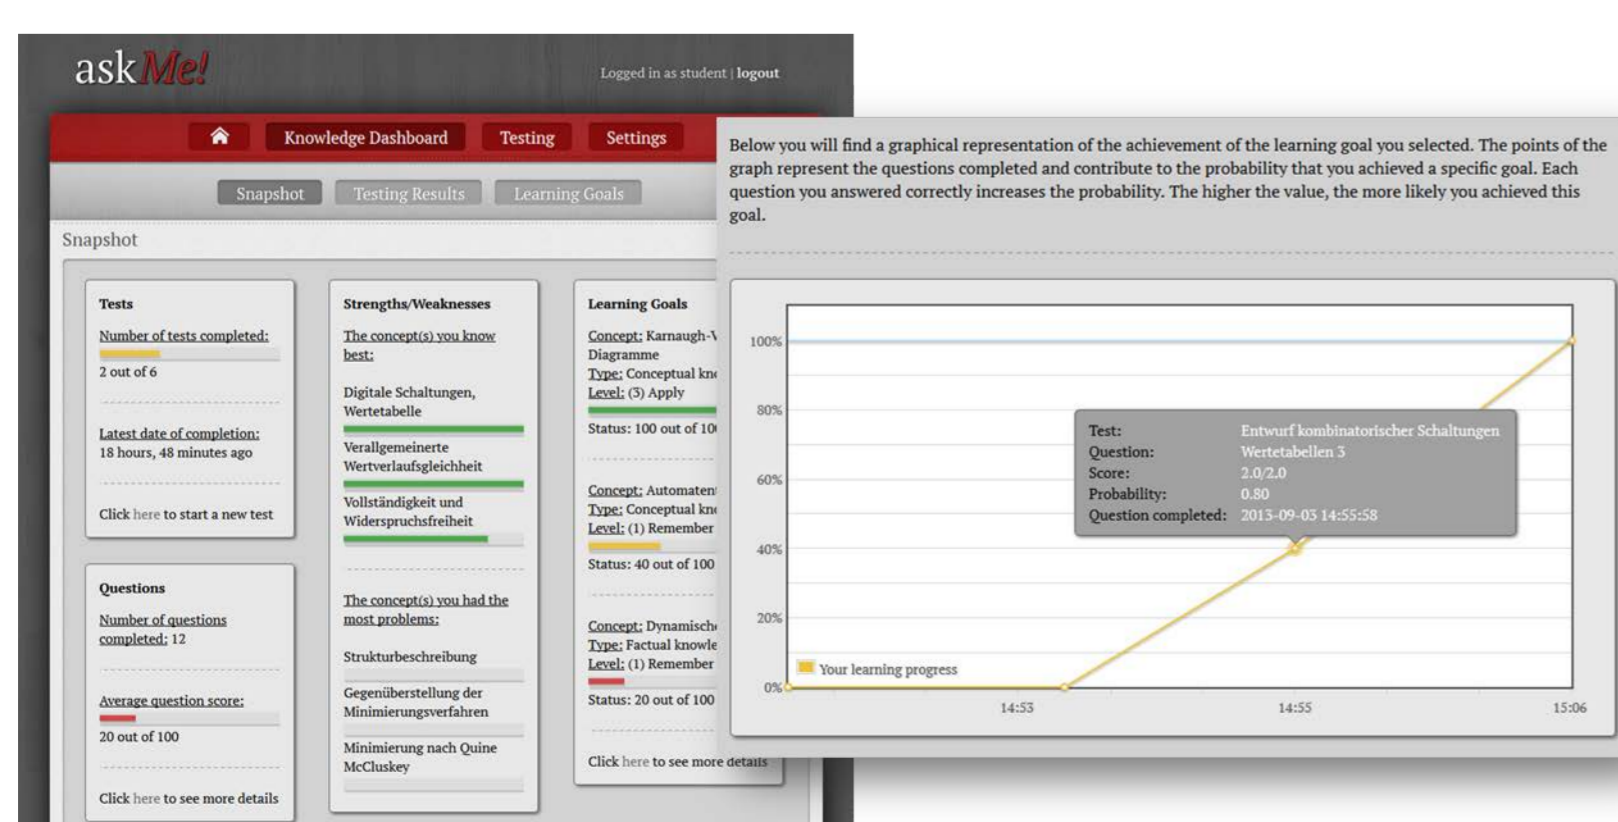 askMe!
Logged in as student | logout
Knowledge Dashboard
Testing
Settings
Snapshot
Testing Results
Learning Goals
Snapshot
Tests
Number of tests completed:
2 out of 6
Latest date of completion:
18 hours, 48 minutes ago
Click here to start a new test
Questions
Number of questions
completed: 12
Average question score:
20 out of 100
Click here to see more details
Strengths/Weaknesses
The concept(s) you know
best:
Digitale Schaltungen,
Wertetabelle
Verallgemeinerte
Wertverlaufsgleichheit
Vollständigkeit und
Widerspruchsfreiheit
The concept(s) you had the
most problems:
Strukturbeschreibung
Gegenüberstellung der
Minimierungsverfahren
Minimierung nach Quine
McCluskey
Learning Goals
Concept: Karnaugh-V
Diagramme
Type: Conceptual kno
Level: (3) Apply
Status: 100 out of 10
Concept: Automaten
Type: Conceptual kno
Level: (1) Remember
Status: 40 out of 100
Concept: Dynamische
Type: Factual knowle
Level: (1) Remember
Status: 20 out of 100
Click here to see more details
Below you will find a graphical representation of the achievement of the learning goal you selected. The points of the
graph represent the questions completed and contribute to the probability that you achieved a specific goal. Each
question you answered correctly increases the probability. The higher the value, the more likely you achieved this
goal.
100%
80%
60%
40%
20%
0%
Test: Entwurf kombinatorischer Schaltungen
Question: Wertetabellen 3
Score: 2.0/2.0
Probability: 0.80
Question completed: 2013-09-03 14:55:58
Your learning progress
14:53
14:55
15:06